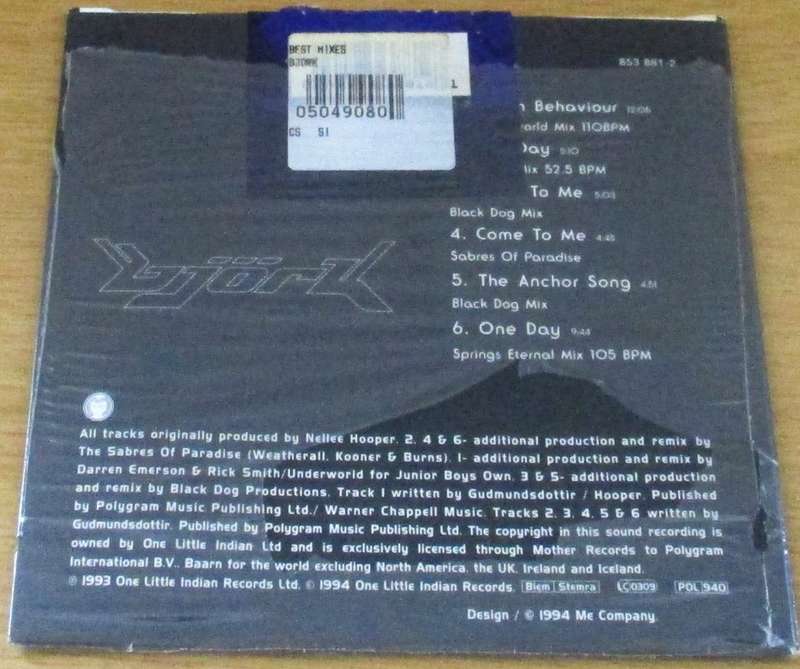 BEST MIXES
BJORK
1
05049080
CS S!
853 881-2
Behaviour 12:06
Mix 110BPM
Day 5:10
52.5 BPM
To Me 5:03
Black Dog Mix
4. Come To Me 4:48
Sabres Of Paradise
5. The Anchor Song 4:51
Black Dog Mix
6. One Day 9:44
Springs Eternal Mix 105 BPM
björk
All tracks originally produced by Nellee Hooper. 2, 4 & 6- additional production and remix by
The Sabres Of Paradise (Weatherall, Kooner & Burns). 1- additional production and remix by
Darren Emerson & Rick Smith/Underworld for Junior Boys Own. 3 & 5- additional production
and remix by Black Dog Productions. Track 1 written by Gudmundsdottir / Hooper. Published
by Polygram Music Publishing Ltd./ Warner Chappell Music. Tracks 2, 3, 4, 5 & 6 written by
Gudmundsdottir. Published by Polygram Music Publishing Ltd. The copyright in this sound recording is
owned by One Little Indian Ltd and is exclusively licensed through Mother Records to Polygram
International B.V., Baarn for the world excluding North America, the UK, Ireland and Iceland.
℗ 1993 One Little Indian Records Ltd. © 1994 One Little Indian Records. Biem Stemra LC0309 POL 940
Design / © 1994 Me Company.